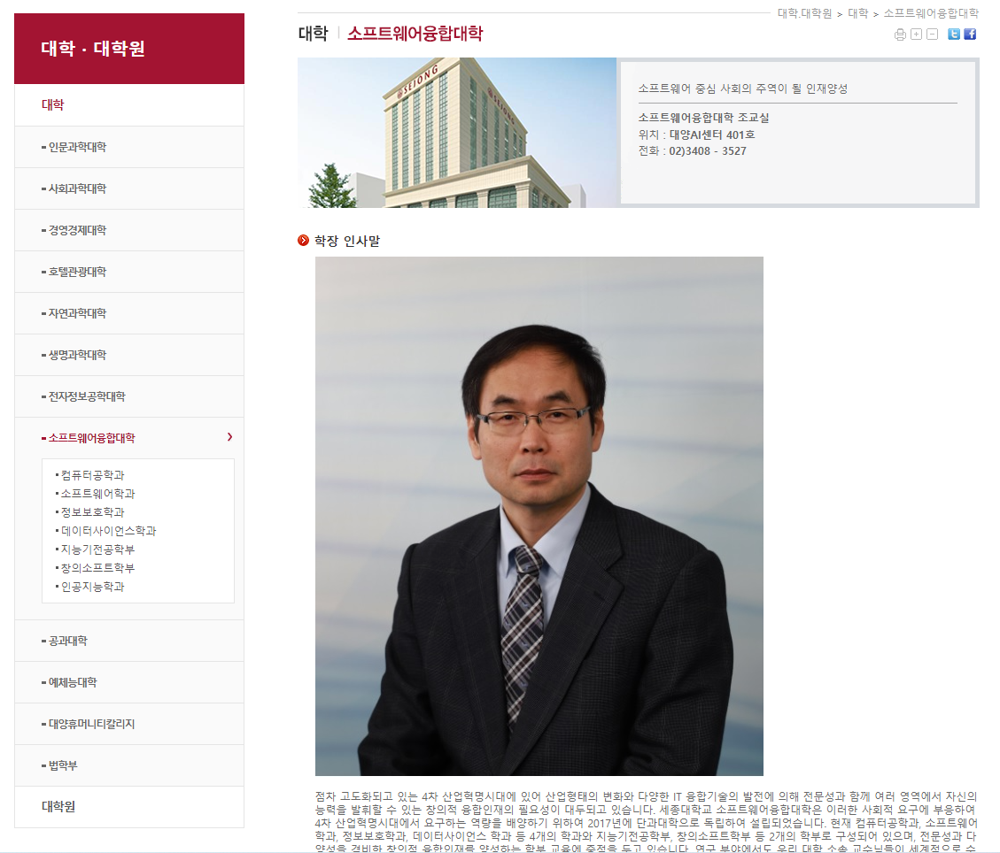 대학.대학원 > 대학 > 소프트웨어융합대학
대학 · 대학원
대학
- 인문과학대학
- 사회과학대학
- 경영경제대학
- 호텔관광대학
- 자연과학대학
- 생명과학대학
- 전자정보공학대학
- 소프트웨어융합대학
컴퓨터공학과
소프트웨어학과
정보보호학과
데이터사이언스학과
지능기전공학부
창의소프트학부
인공지능학과
- 공과대학
- 예체능대학
- 대양휴머니티칼리지
- 법학부
대학원
대학 | 소프트웨어융합대학
SEJONG
SEJONG
소프트웨어 중심 사회의 주역이 될 인재양성
소프트웨어융합대학 조교실
위치 : 대양AI센터 401호
전화 : 02)3408 - 3527
학장 인사말
점차 고도화되고 있는 4차 산업혁명시대에 있어 산업형태의 변화와 다양한 IT 융합기술의 발전에 의해 전문성과 함께 여러 영역에서 자신의
능력을 발휘할 수 있는 창의적 융합인재의 필요성이 대두되고 있습니다. 세종대학교 소프트웨어융합대학은 이러한 사회적 요구에 부응하여
4차 산업혁명시대에서 요구하는 역량을 배양하기 위하여 2017년에 단과대학으로 독립하여 설립되었습니다. 현재 컴퓨터공학과, 소프트웨어
학과, 정보보호학과, 데이터사이언스 학과 등 4개의 학과와 지능기전공학부, 창의소프트학부 등 2개의 학부로 구성되어 있으며, 전문성과 다
양성을 겸비한 창의적 융합인재를 양성하는 학부 교육에 중점을 두고 있습니다. 연구 분야에서도 우리 대학 소속 교수님들이 세계적으로 수